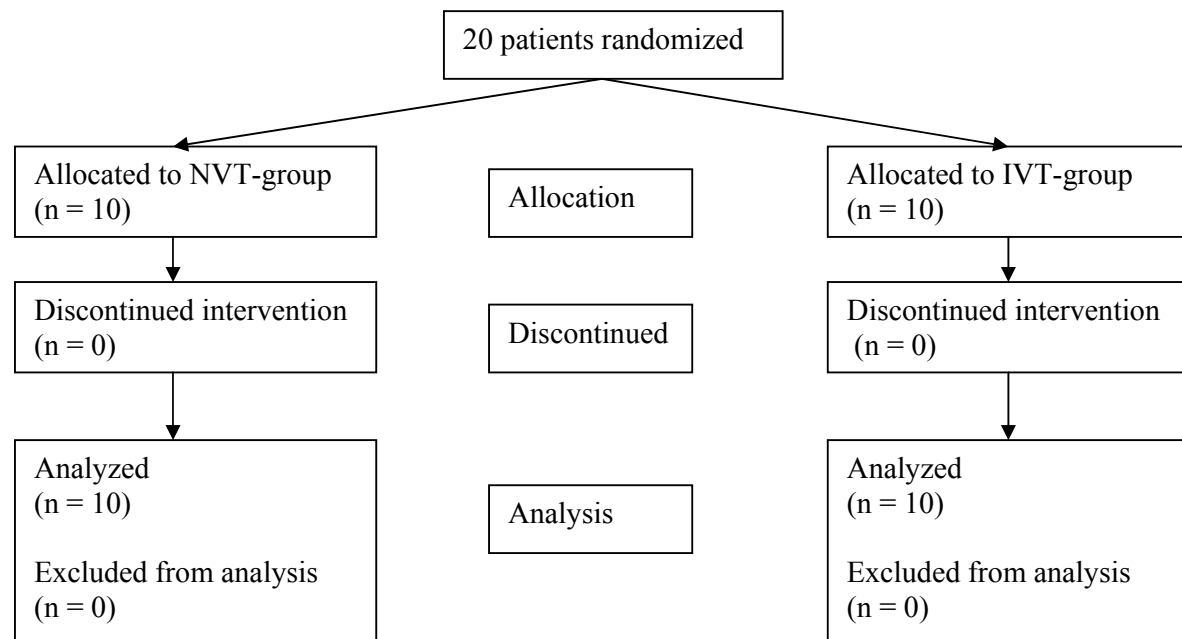 20 patients randomized
Allocated to NVT-group
(n = 10)
Allocation
Allocated to IVT-group
(n = 10)
Discontinued intervention
(n = 0)
Discontinued
Discontinued intervention
(n = 0)
Analyzed
(n = 10)
Excluded from analysis
(n = 0)
Analysis
Analyzed
(n = 10)
Excluded from analysis
(n = 0)